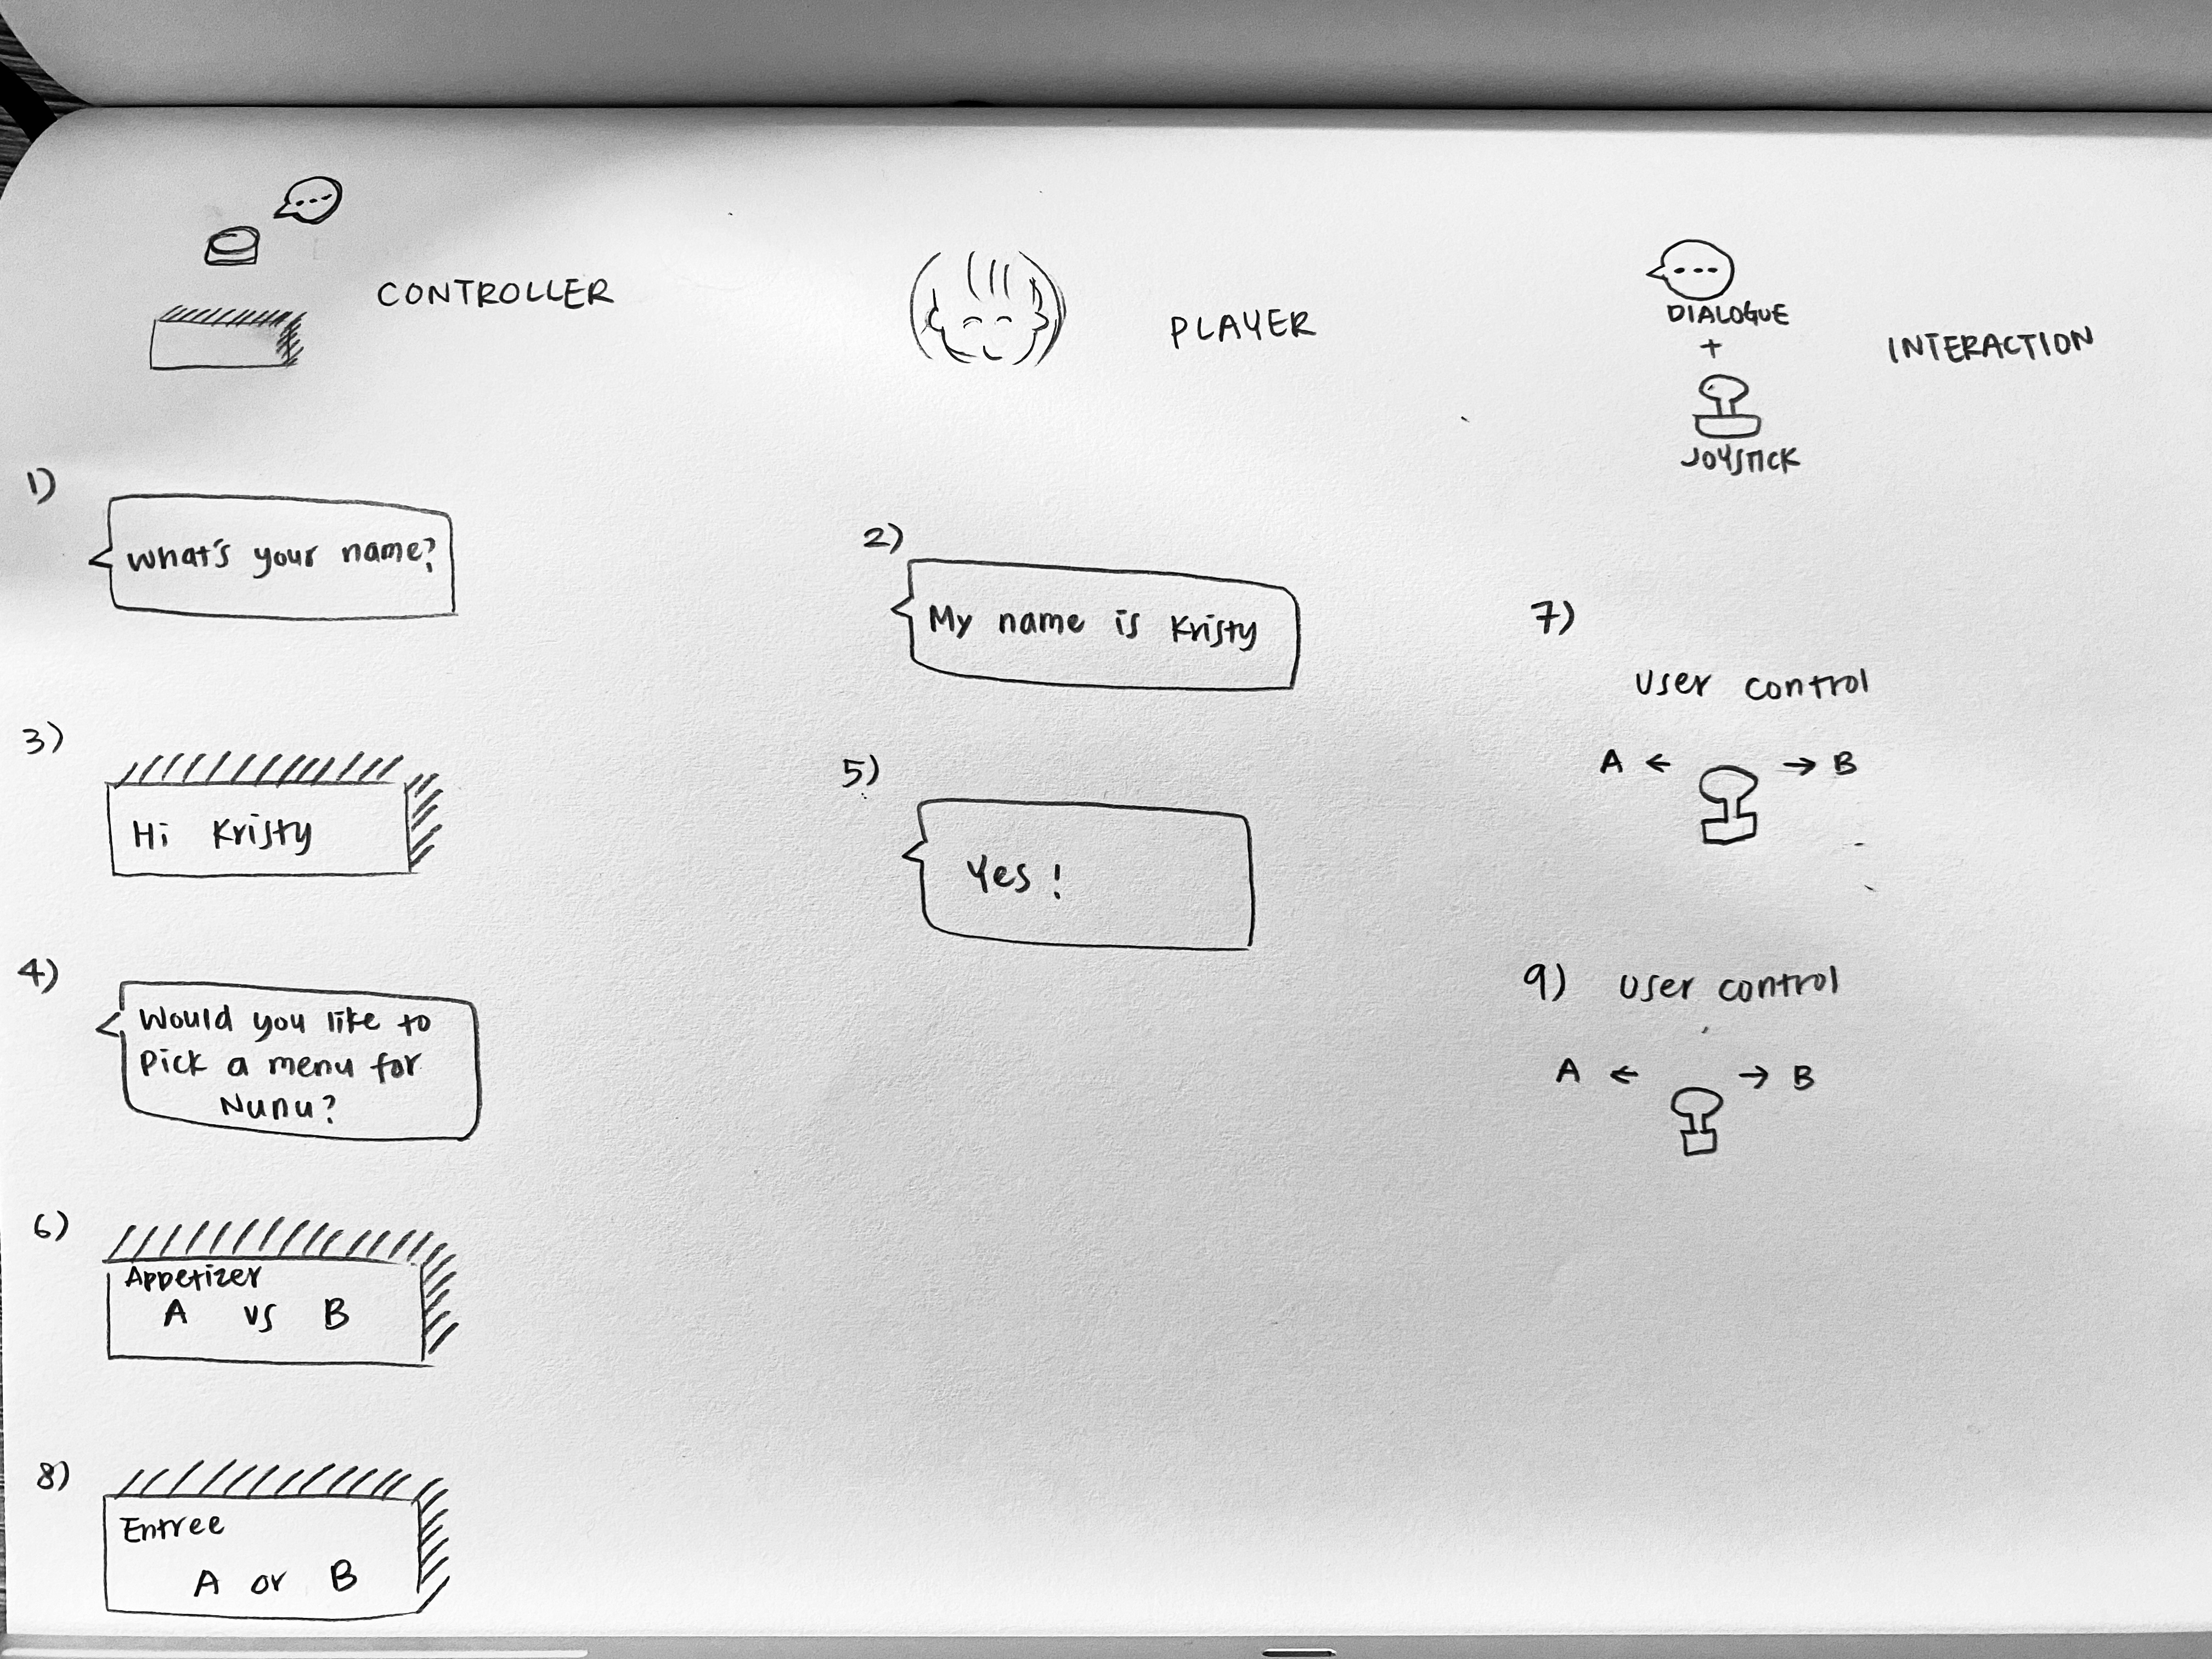 CONTROLLER
PLAYER
DIALOGUE
+
JOYSTICK
INTERACTION
1)
What's your name?
2)
My name is Kristy
3)
Hi Kristy
4)
Would you like to
pick a menu for
Nunu?
5)
Yes !
6)
Appetizer
A vs B
7)
User control
A ← → B
8)
Entree
A or B
9) User control
A ← → B